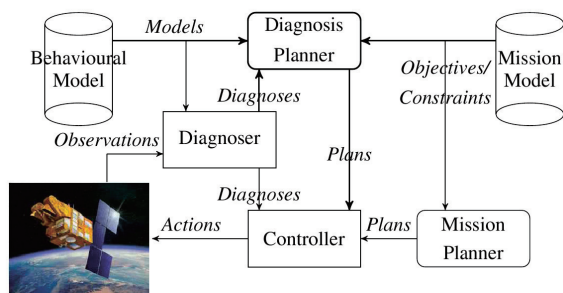 Models
Behavioural
Model
Diagnosis
Planner
Objectives/
Constraints
Mission
Model
Diagnoses
Observations
Diagnoser
Plans
Diagnoses
Actions
Controller
Plans
Mission
Planner